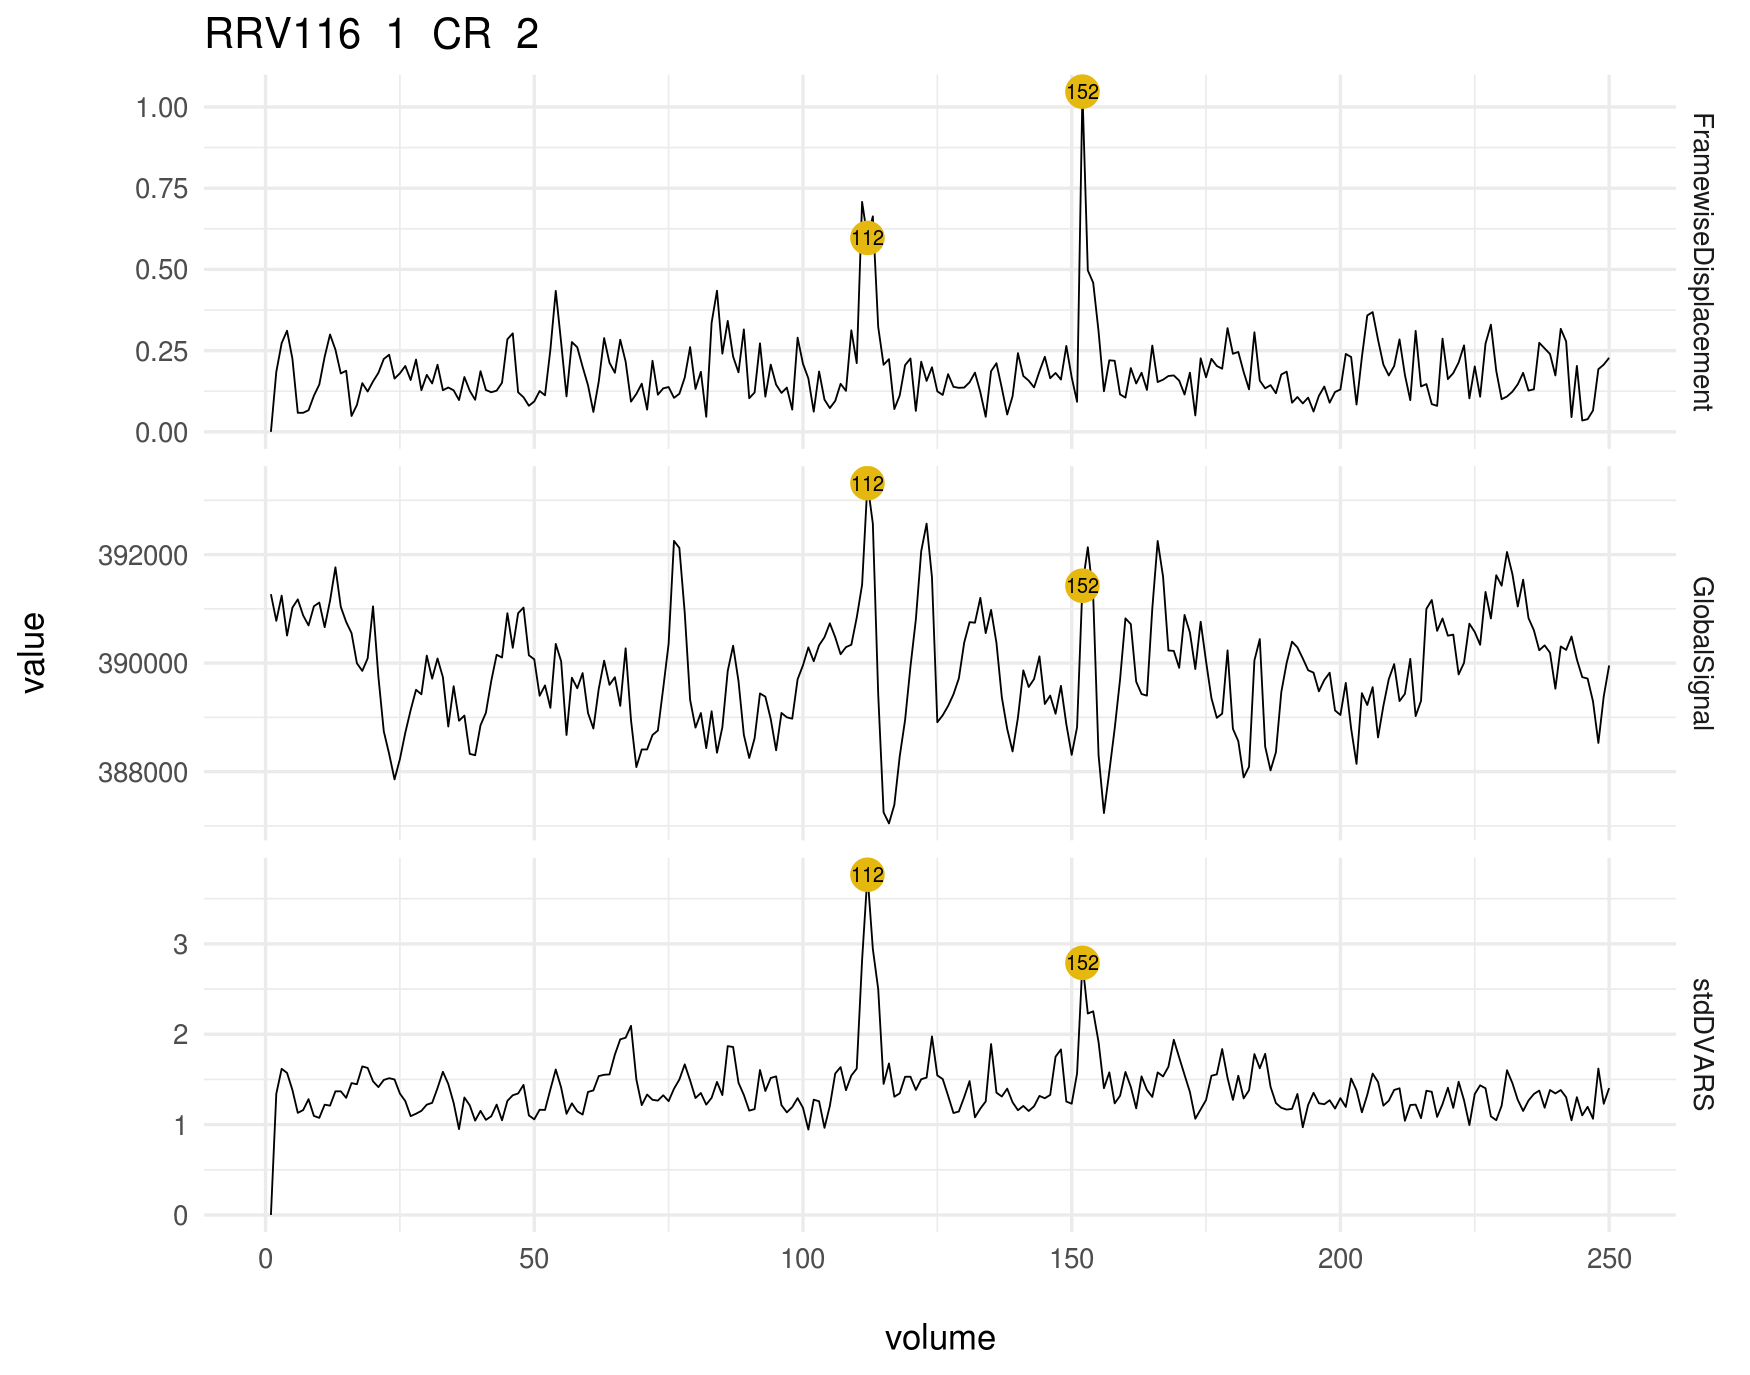 RRV116 1 CR 2
1.00
0.75
0.50
0.25
0.00
152
112
FramewiseDisplacement
392000
390000
388000
112
152
GlobalSignal
3
2
1
0
112
152
stdDVARS
value
0 50 100 150 200 250
volume